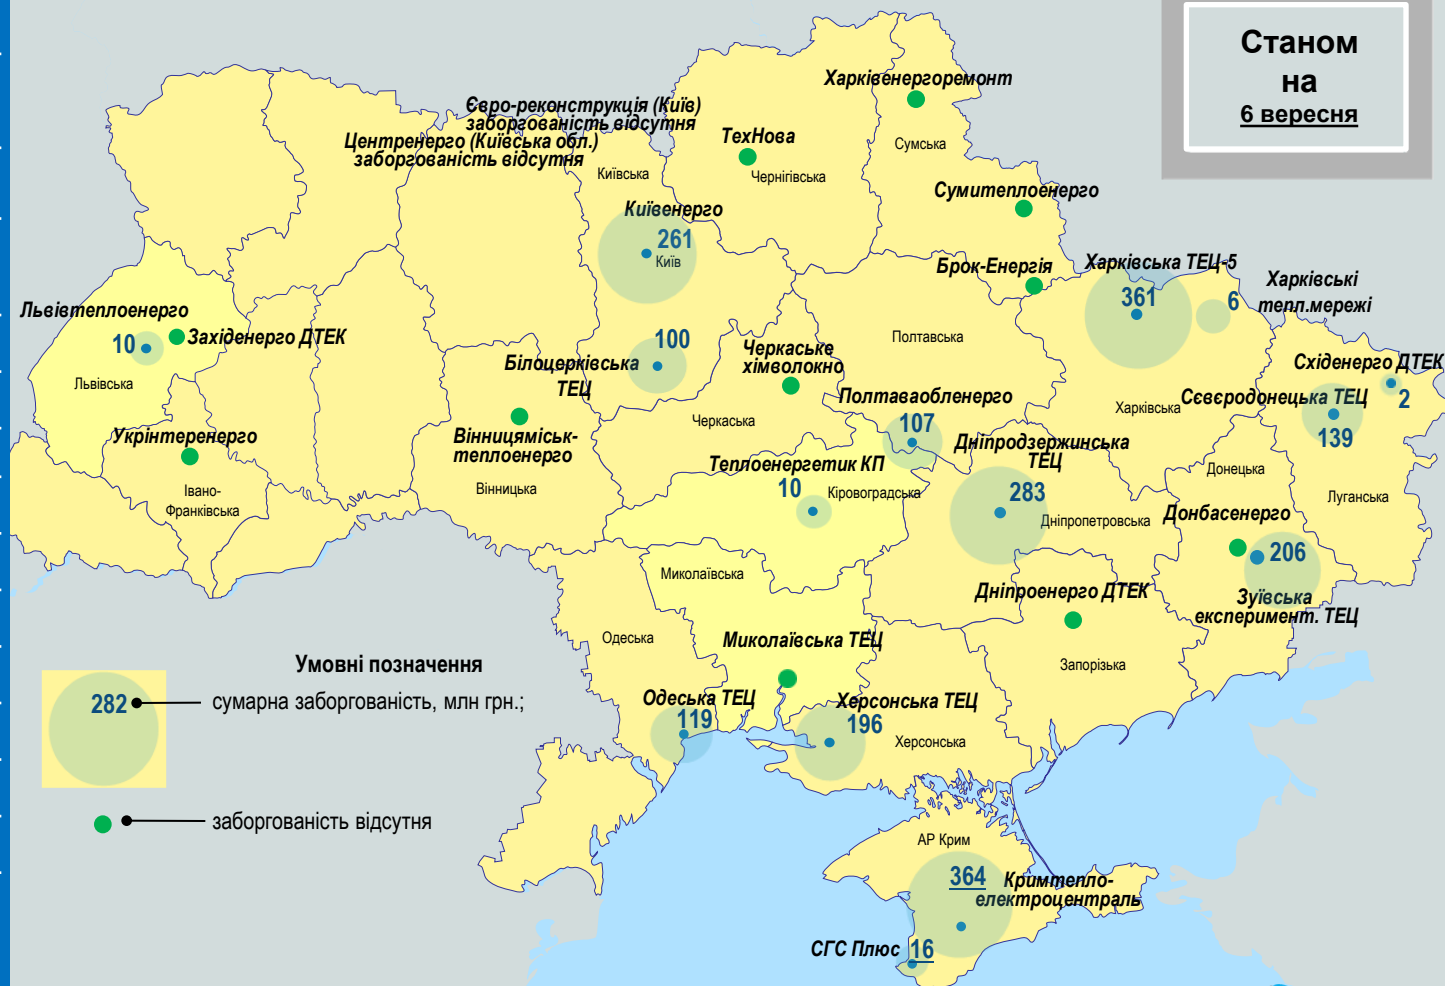 Станом
на
6 вересня
Харківенергоремонт
Євро-реконструкція (Київ)
заборгованість відсутня
Центренерго (Київська обл.)
заборгованість відсутня
ТехНова
Сумська
Київська
Чернігівська
Сумитеплоенерго
Київенерго
261
Київ
Брок-Енергія
Харківська ТЕЦ-5
361
6
Харківські
тепл.мережі
Львівтеплоенерго
10
Західенерго ДТЕК
Львівська
100
Білоцерківська
ТЕЦ
Черкаське
хімволокно
Полтавська
Східенерго ДТЕК
2
Сєвєродонецька ТЕЦ
139
Харківська
Полтаваобленерго
107
Черкаська
Укрінтеренерго
Вінницяміськ-
теплоенерго
Вінницька
Івано-
Франківська
Теплоенергетик КП
10
Кіровоградська
Дніпродзержинська
ТЕЦ
283
Дніпропетровська
Донецька
Луганська
Донбасенерго
206
Зуївська
експеримент. ТЕЦ
Миколаївська
Дніпроенерго ДТЕК
Одеська
Миколаївська ТЕЦ
Запорізька
Одеська ТЕЦ
119
Херсонська ТЕЦ
196
Херсонська
Умовні позначення
282
сумарна заборгованість, млн грн.;
заборгованість відсутня
АР Крим
364
Кримтепло-
електроцентраль
СГС Плюс
16